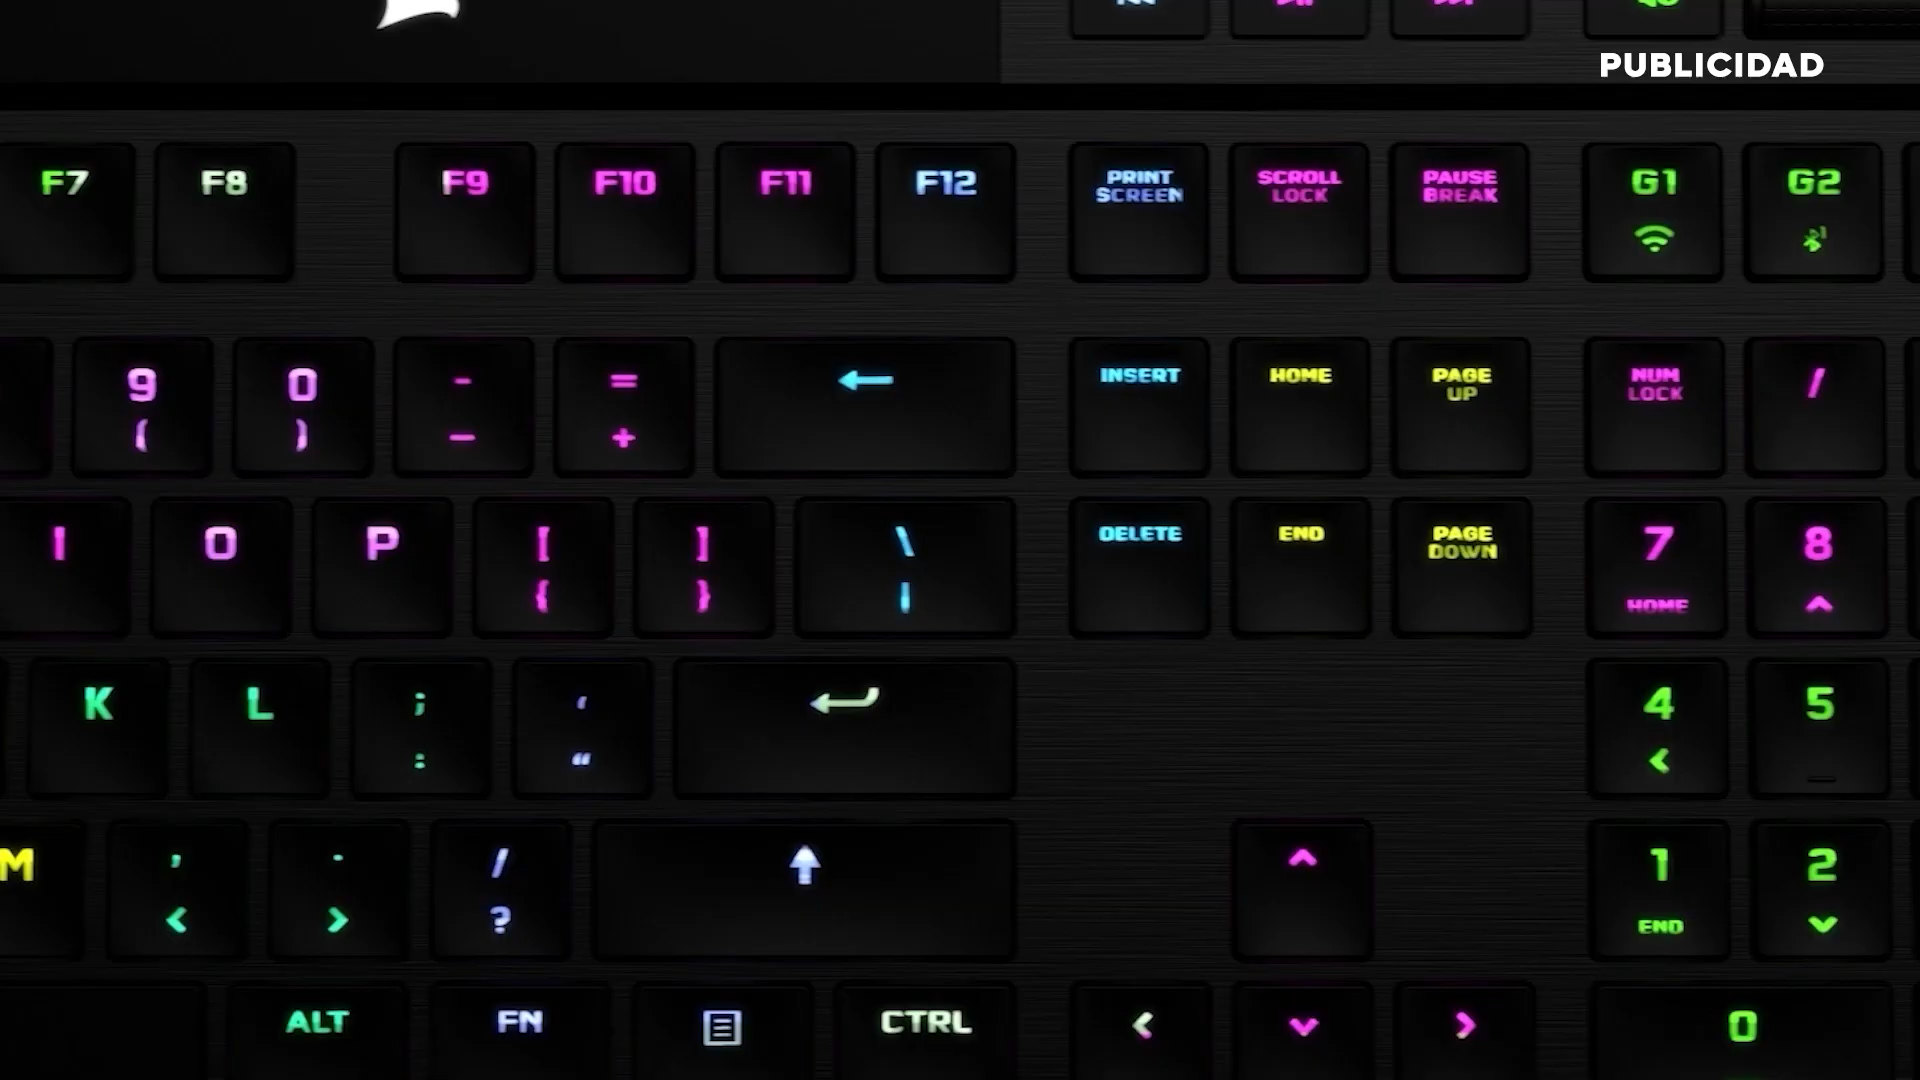 PUBLICIDAD
F7 F8 F9 F10 F11 F12 PRINT SCREEN SCROLL LOCK PAUSE BREAK G1 G2
9 ( 0 ) - _ = + ← INSERT HOME PAGE UP NUM LOCK /
I O P [ { ] } \ | DELETE END PAGE DOWN 7 HOME 8 ^
K L ; : ' " 4 < 5
M , < . > / ? 1 END 2
ALT FN CTRL < > 0